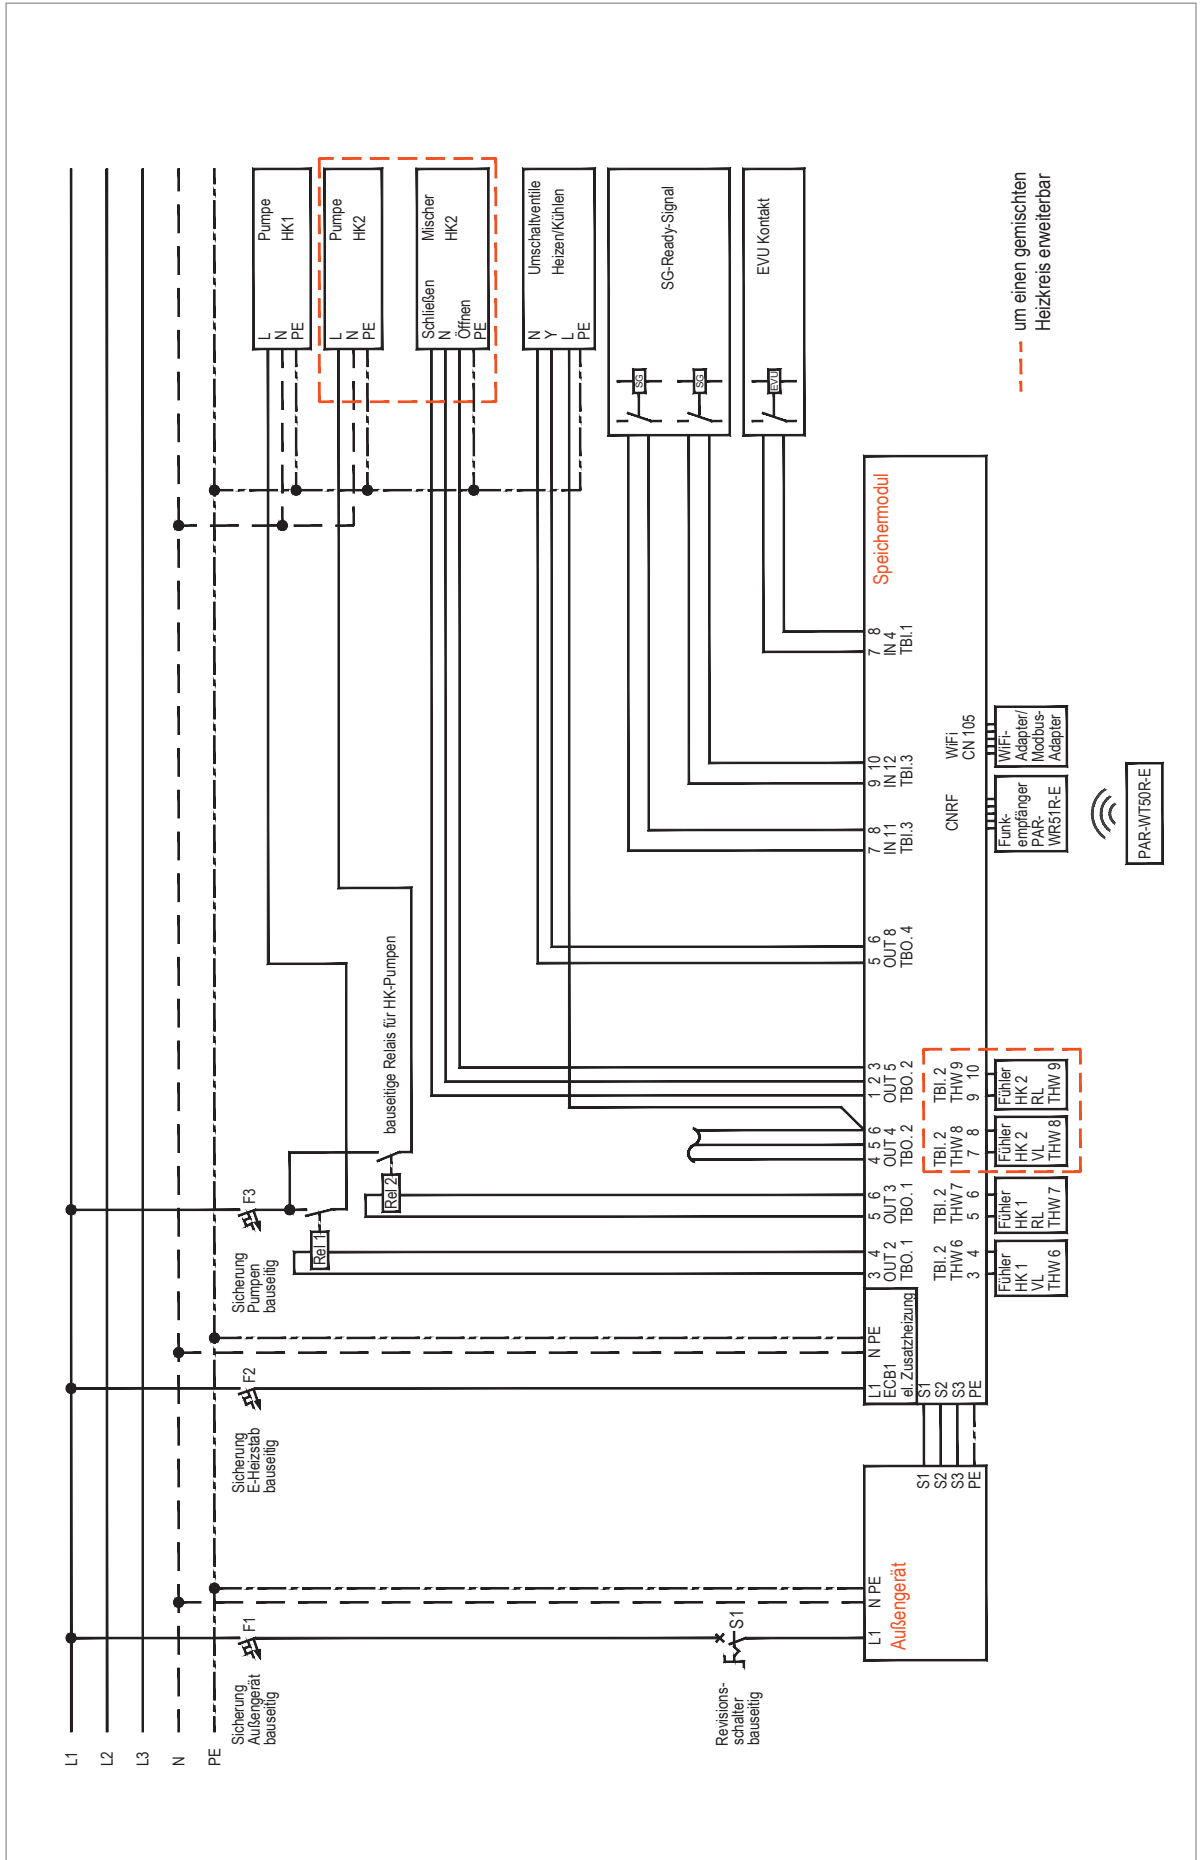 L1
L2
L3
N
PE
Sicherung
Außengerät
bauseitig
F1
Sicherung
E-Heizstab
bauseitig
F2
Sicherung
Pumpen
bauseitig
F3
Revisions-
schalter
bauseitig
S1
Rel 1
Rel 2
bauseitige Relais für HK-Pumpen
Pumpe
HK1
L
N
PE
Pumpe
HK2
L
N
PE
Mischer
HK2
Schließen
N
Öffnen
PE
Umschaltventile
Heizen/Kühlen
N
Y
L
PE
SG-Ready-Signal
SG
SG
EVU Kontakt
EVU
um einen gemischten
Heizkreis erweiterbar
Außengerät
L1
N PE
S1
S2
S3
PE
Speichermodul
L1
N PE
ECB1
el. Zusatzheizung
S1
S2
S3
PE
3 4
OUT 2
TBO. 1
5 6
OUT 3
TBO. 1
4 5 6
OUT 4
TBO. 2
1 2 3
OUT 5
TBO. 2
5 6
OUT 8
TBO. 4
7 8
IN 11
TBI.3
9 10
IN 12
TBI.3
7 8
IN 4
TBI.1
TBI. 2
THW 6
3 4
TBI. 2
THW 7
5 6
TBI. 2
THW 8
7 8
TBI. 2
THW 9
9 10
CNRF
WiFi
CN 105
Fühler
HK 1
VL
THW 6
Fühler
HK 1
RL
THW 7
Fühler
HK 2
VL
THW 8
Fühler
HK 2
RL
THW 9
Funk-
empfänger
PAR-
WR51R-E
WiFi-
Adapter/
Modbus-
Adapter
PAR-WT50R-E